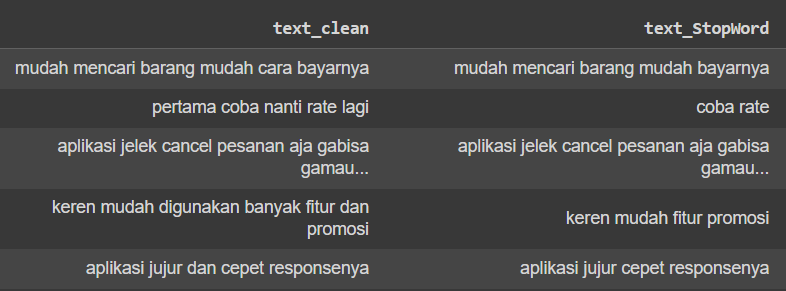 text_clean text_StopWord
mudah mencari barang mudah cara bayarnya mudah mencari barang mudah bayarnya
pertama coba nanti rate lagi coba rate
aplikasi jelek cancel pesanan aja gabisa aplikasi jelek cancel pesanan aja gabisa
gamau... gamau...
keren mudah digunakan banyak fitur dan
promosi keren mudah fitur promosi
aplikasi jujur dan cepet responsenya aplikasi jujur cepet responsenya